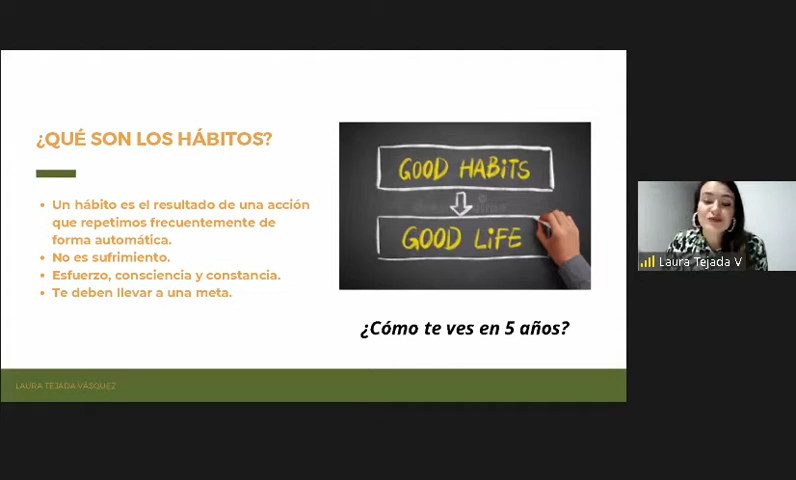 ¿QUÉ SON LOS HÁBITOS?
Un hábito es el resultado de una acción
que repetimos frecuentemente de
forma automática.
No es sufrimiento.
Esfuerzo, consciencia y constancia.
Te deben llevar a una meta.
GOOD HABITS
GOOD LIFE
¿Cómo te ves en 5 años?
LAURA TEJADA VÁSQUEZ
Laura Tejada V